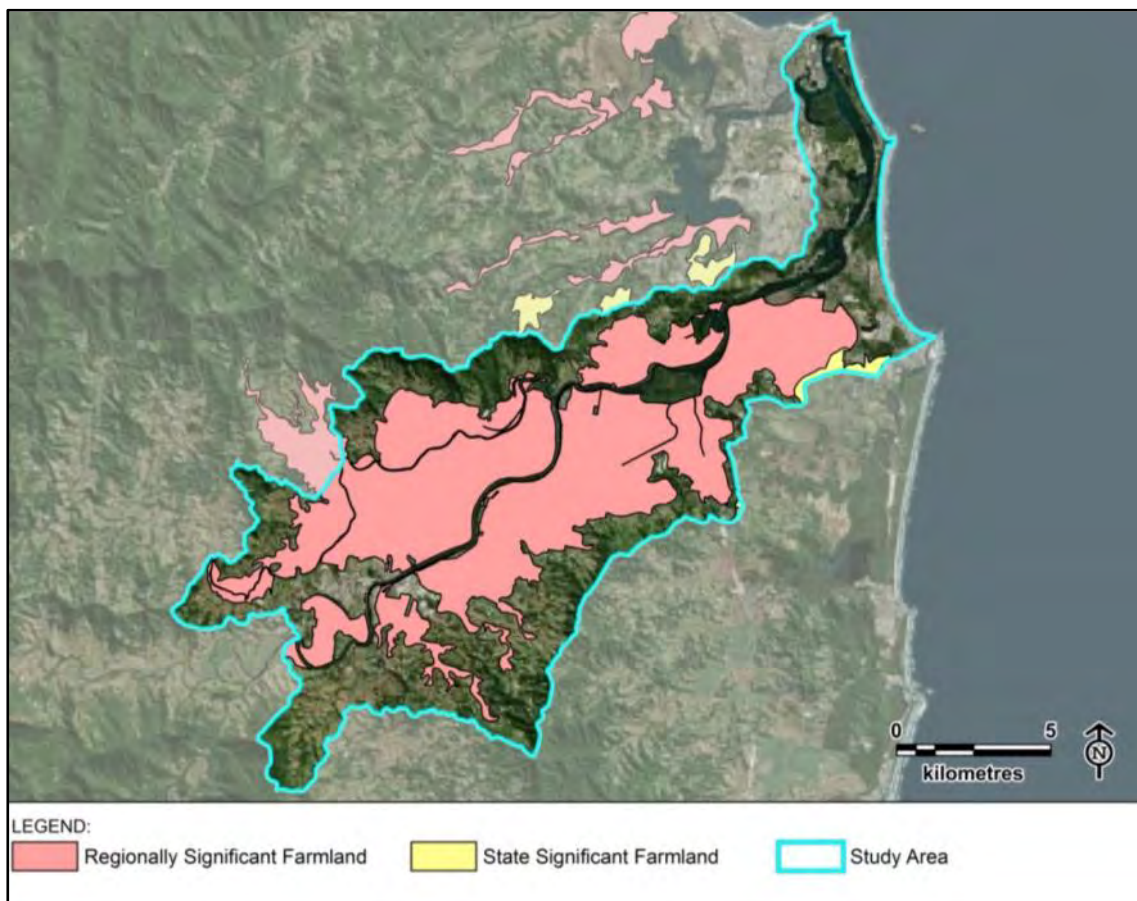 0 5
kilometres
N
LEGEND:
Regionally Significant Farmland
State Significant Farmland
Study Area